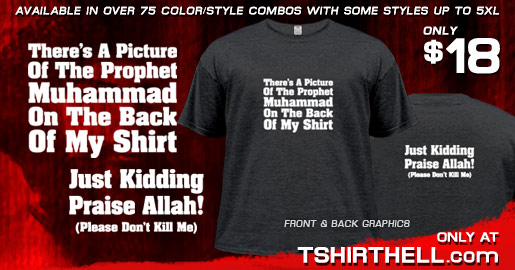 AVAILABLE IN OVER 75 COLOR/STYLE COMBOS WITH SOME STYLES UP TO 5XL
There's A Picture
Of The Prophet
Muhammad
On The Back
Of My Shirt
Just Kidding
Praise Allah!
(Please Don't Kill Me)
There's A Picture
Of The Prophet
Muhammad
On The Back
Of My Shirt
ONLY
$18
Just Kidding
Praise Allah!
(Please Don't Kill Me)
FRONT & BACK GRAPHICS
ONLY AT
TSHIRTHELL.com